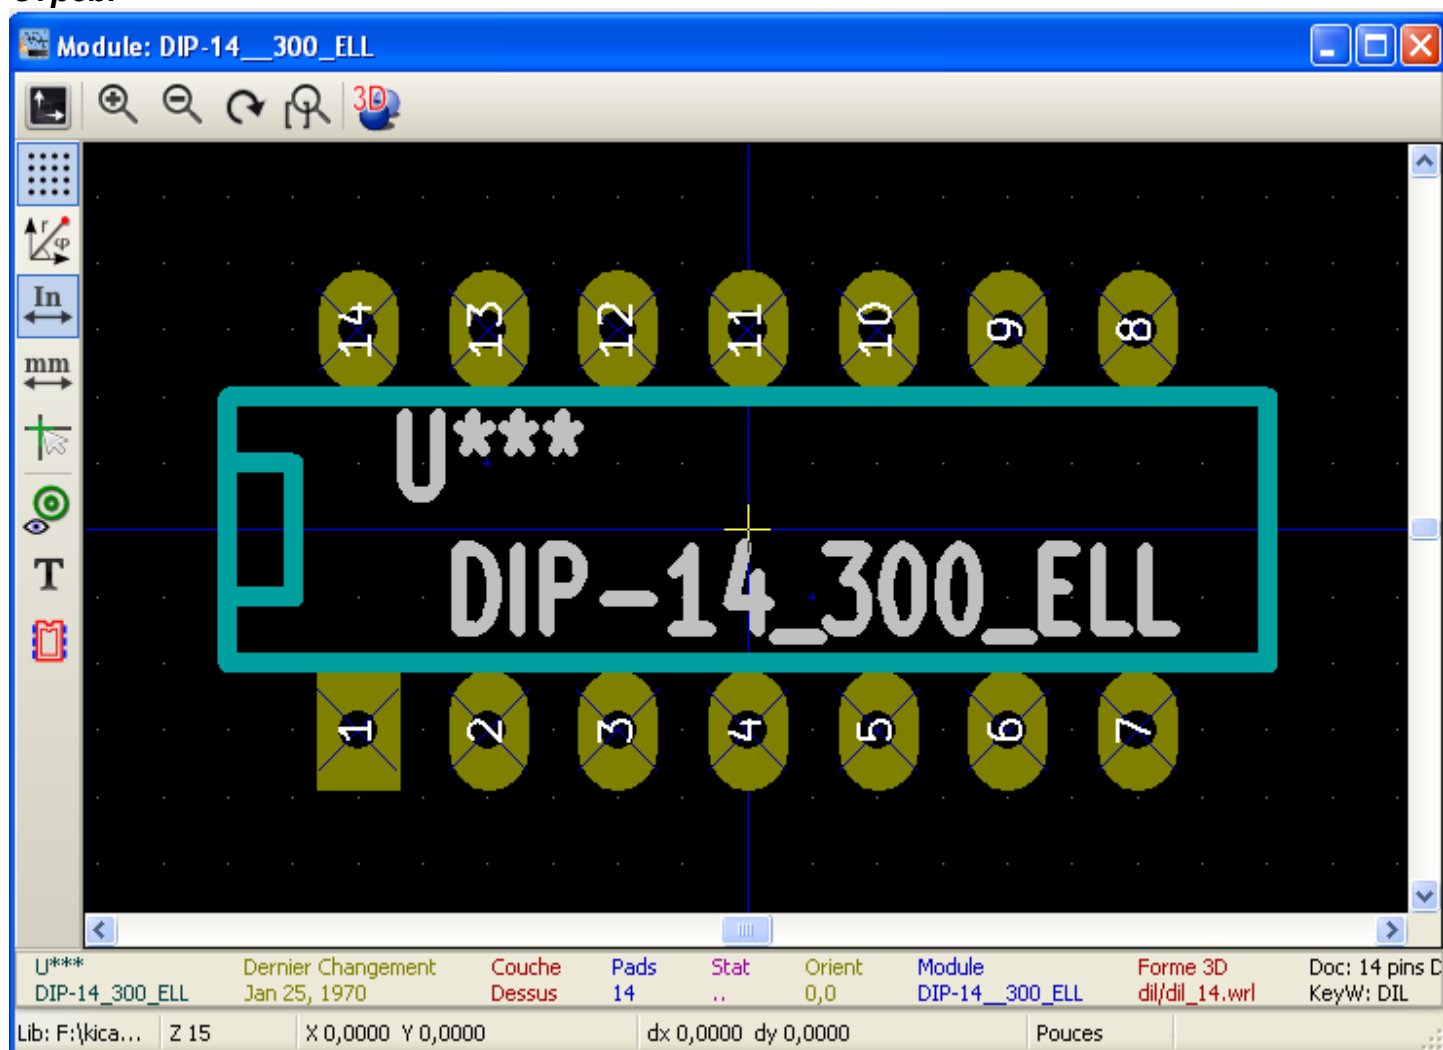 Module: DIP-14__300_ELL
3D
r
φ
In
mm
T
14 13 12 11 10 9 8
U***
DIP-14_300_ELL
1 2 3 4 5 6 7
U*** Dernier Changement Couche Pads Stat Orient Module Forme 3D Doc: 14 pins D
DIP-14_300_ELL Jan 25, 1970 Dessus 14 .. 0,0 DIP-14__300_ELL dil/dil_14.wrl KeyW: DIL
Lib: F:\kica... Z 15 X 0,0000 Y 0,0000 dx 0,0000 dy 0,0000 Pouces